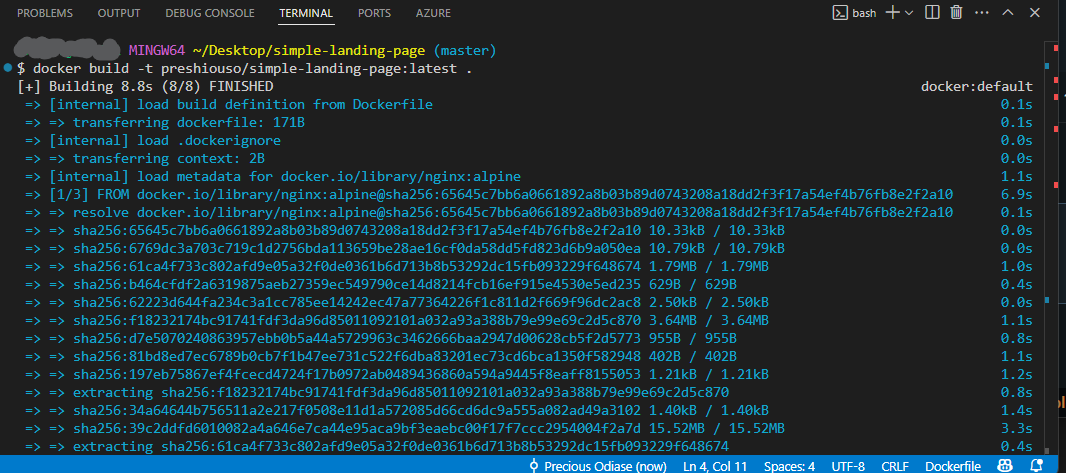 PROBLEMS OUTPUT DEBUG CONSOLE TERMINAL PORTS AZURE bash
MINGW64 ~/Desktop/simple-landing-page (master)
$ docker build -t preshiouso/simple-landing-page:latest .
[+] Building 8.8s (8/8) FINISHED docker:default
=> [internal] load build definition from Dockerfile 0.1s
=> => transferring dockerfile: 171B 0.1s
=> [internal] load .dockerignore 0.0s
=> => transferring context: 2B 0.0s
=> [internal] load metadata for docker.io/library/nginx:alpine 1.1s
=> [1/3] FROM docker.io/library/nginx:alpine@sha256:65645c7bb6a0661892a8b03b89d0743208a18dd2f3f17a54ef4b76fb8e2f2a10 6.9s
=> => resolve docker.io/library/nginx:alpine@sha256:65645c7bb6a0661892a8b03b89d0743208a18dd2f3f17a54ef4b76fb8e2f2a10 0.1s
=> => sha256:65645c7bb6a0661892a8b03b89d0743208a18dd2f3f17a54ef4b76fb8e2f2a10 10.33kB / 10.33kB 0.0s
=> => sha256:6769dc3a703c719c1d2756bda113659be28ae16cf0da58dd5fd823d6b9a050ea 10.79kB / 10.79kB 0.0s
=> => sha256:61ca4f733c802afd9e05a32f0de0361b6d713b8b53292dc15fb093229f648674 1.79MB / 1.79MB 1.0s
=> => sha256:b464cfdf2a6319875aeb27359ec549790ce14d8214fcb16ef915e4530e5ed235 629B / 629B 0.4s
=> => sha256:62223d644fa234c3a1cc785ee14242ec47a77364226f1c811d2f669f96dc2ac8 2.50kB / 2.50kB 0.0s
=> => sha256:f18232174bc91741fdf3da96d85011092101a032a93a388b79e99e69c2d5c870 3.64MB / 3.64MB 1.1s
=> => sha256:d7e5070240863957ebb0b5a44a5729963c3462666baa2947d00628cb5f2d5773 955B / 955B 0.8s
=> => sha256:81bd8ed7ec6789b0cb7f1b47ee731c522f6dba83201ec73cd6bca1350f582948 402B / 402B 1.1s
=> => sha256:197eb75867ef4fcecd4724f17b0972ab0489436860a594a9445f8eaff8155053 1.21kB / 1.21kB 1.2s
=> => extracting sha256:f18232174bc91741fdf3da96d85011092101a032a93a388b79e99e69c2d5c870 0.8s
=> => sha256:34a64644b756511a2e217f0508e11d1a572085d66cd6dc9a555a082ad49a3102 1.40kB / 1.40kB 1.4s
=> => sha256:39c2ddfd6010082a4a646e7ca44e95aca9bf3eaebc00f17f7ccc2954004f2a7d 15.52MB / 15.52MB 3.3s
=> => extracting sha256:61ca4f733c802afd9e05a32f0de0361b6d713b8b53292dc15fb093229f648674 0.4s
Precious Odiase (now) Ln 4, Col 11 Spaces: 4 UTF-8 CRLF Dockerfile